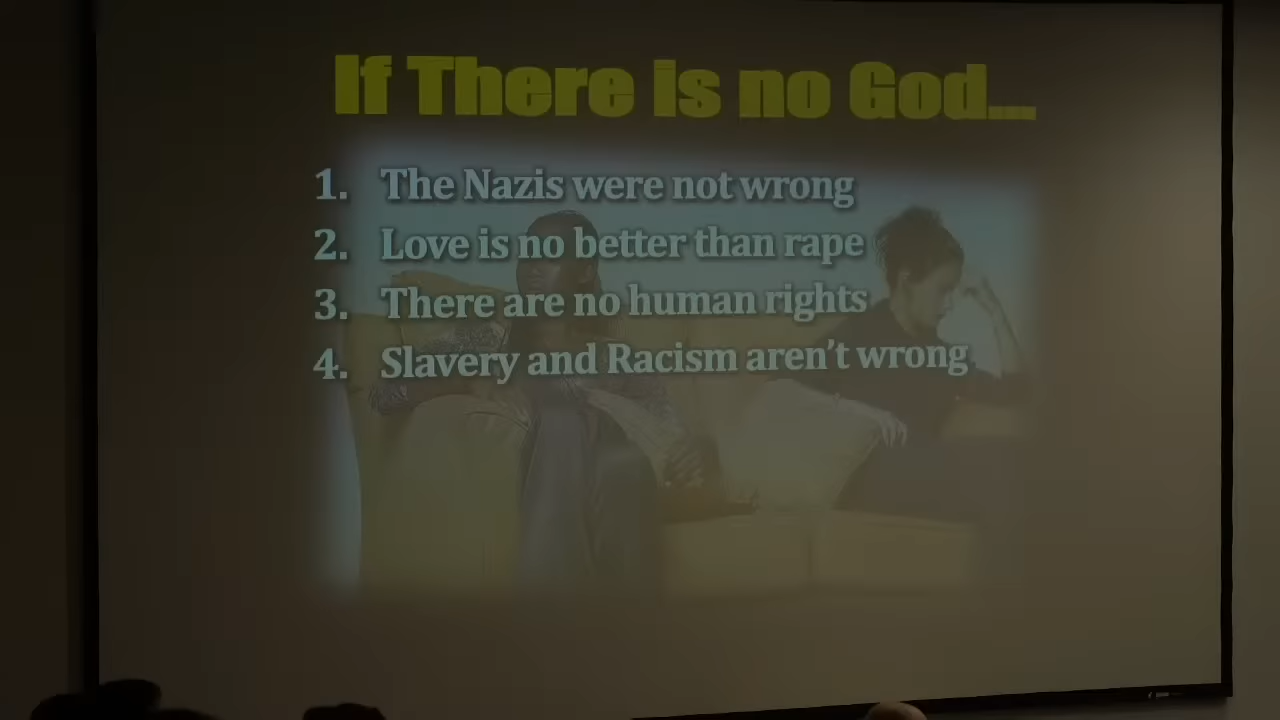 If There is no God...
1. The Nazis were not wrong
2. Love is no better than rape
3. There are no human rights
4. Slavery and Racism aren't wrong